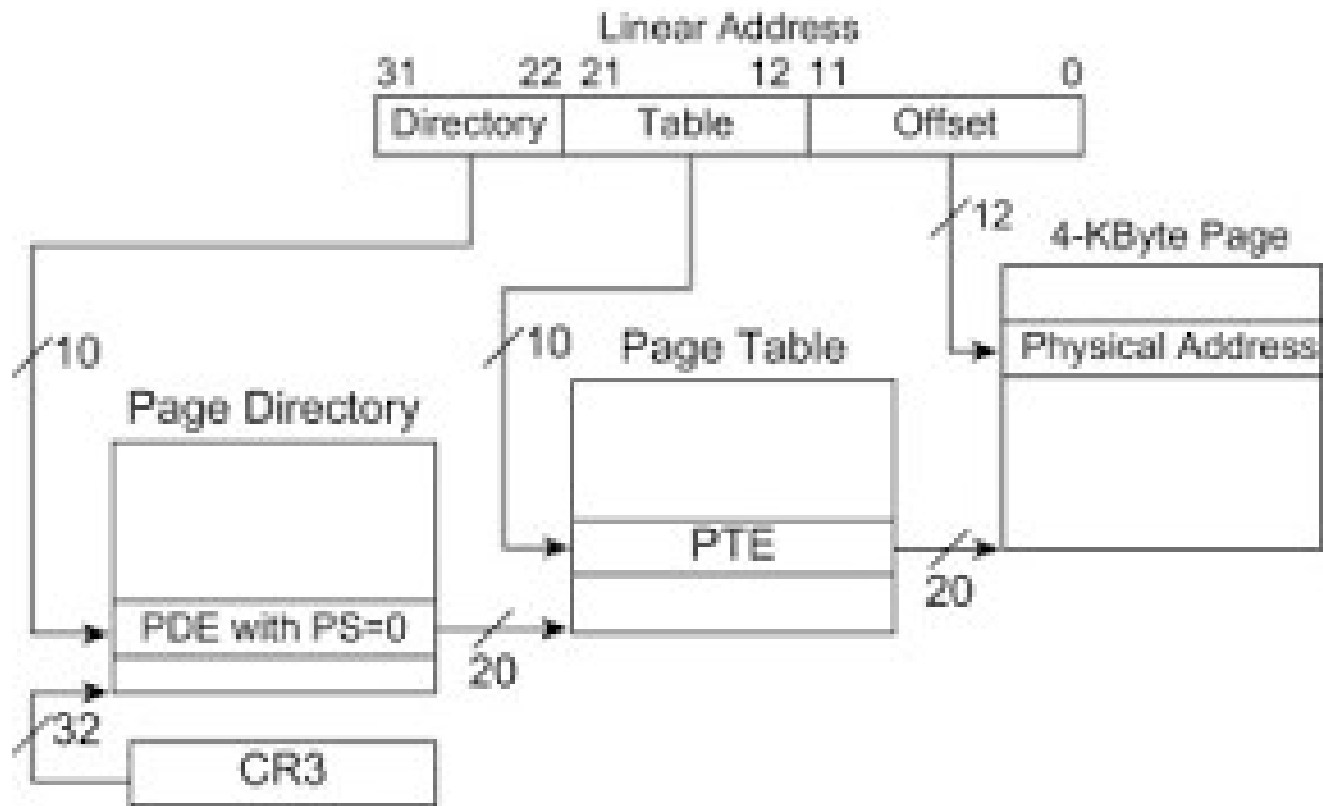 Linear Address
31 22 21 12 11 0
Directory Table Offset
12
4-KByte Page
10 10 Page Table Physical Address
Page Directory
PTE
20
PDE with PS=0
20
32
CR3